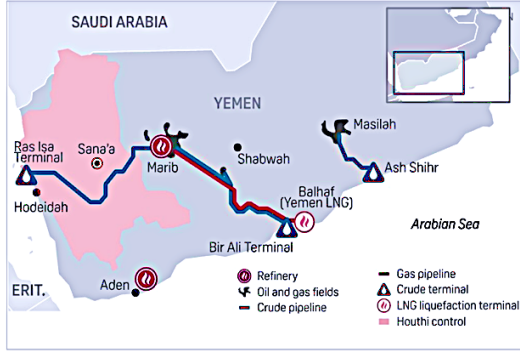 SAUDI ARABIA
YEMEN
Masilah
Ras Isa
Terminal
Sana'a
Marib
Shabwah
Ash Shihr
Balhaf
(Yemen LNG)
Hodeidah
Arabian Sea
Bir Ali Terminal
ERIT.
Aden
Refinery
Oil and gas fields
Crude pipeline
Gas pipeline
Crude terminal
LNG liquefaction terminal
Houthi control